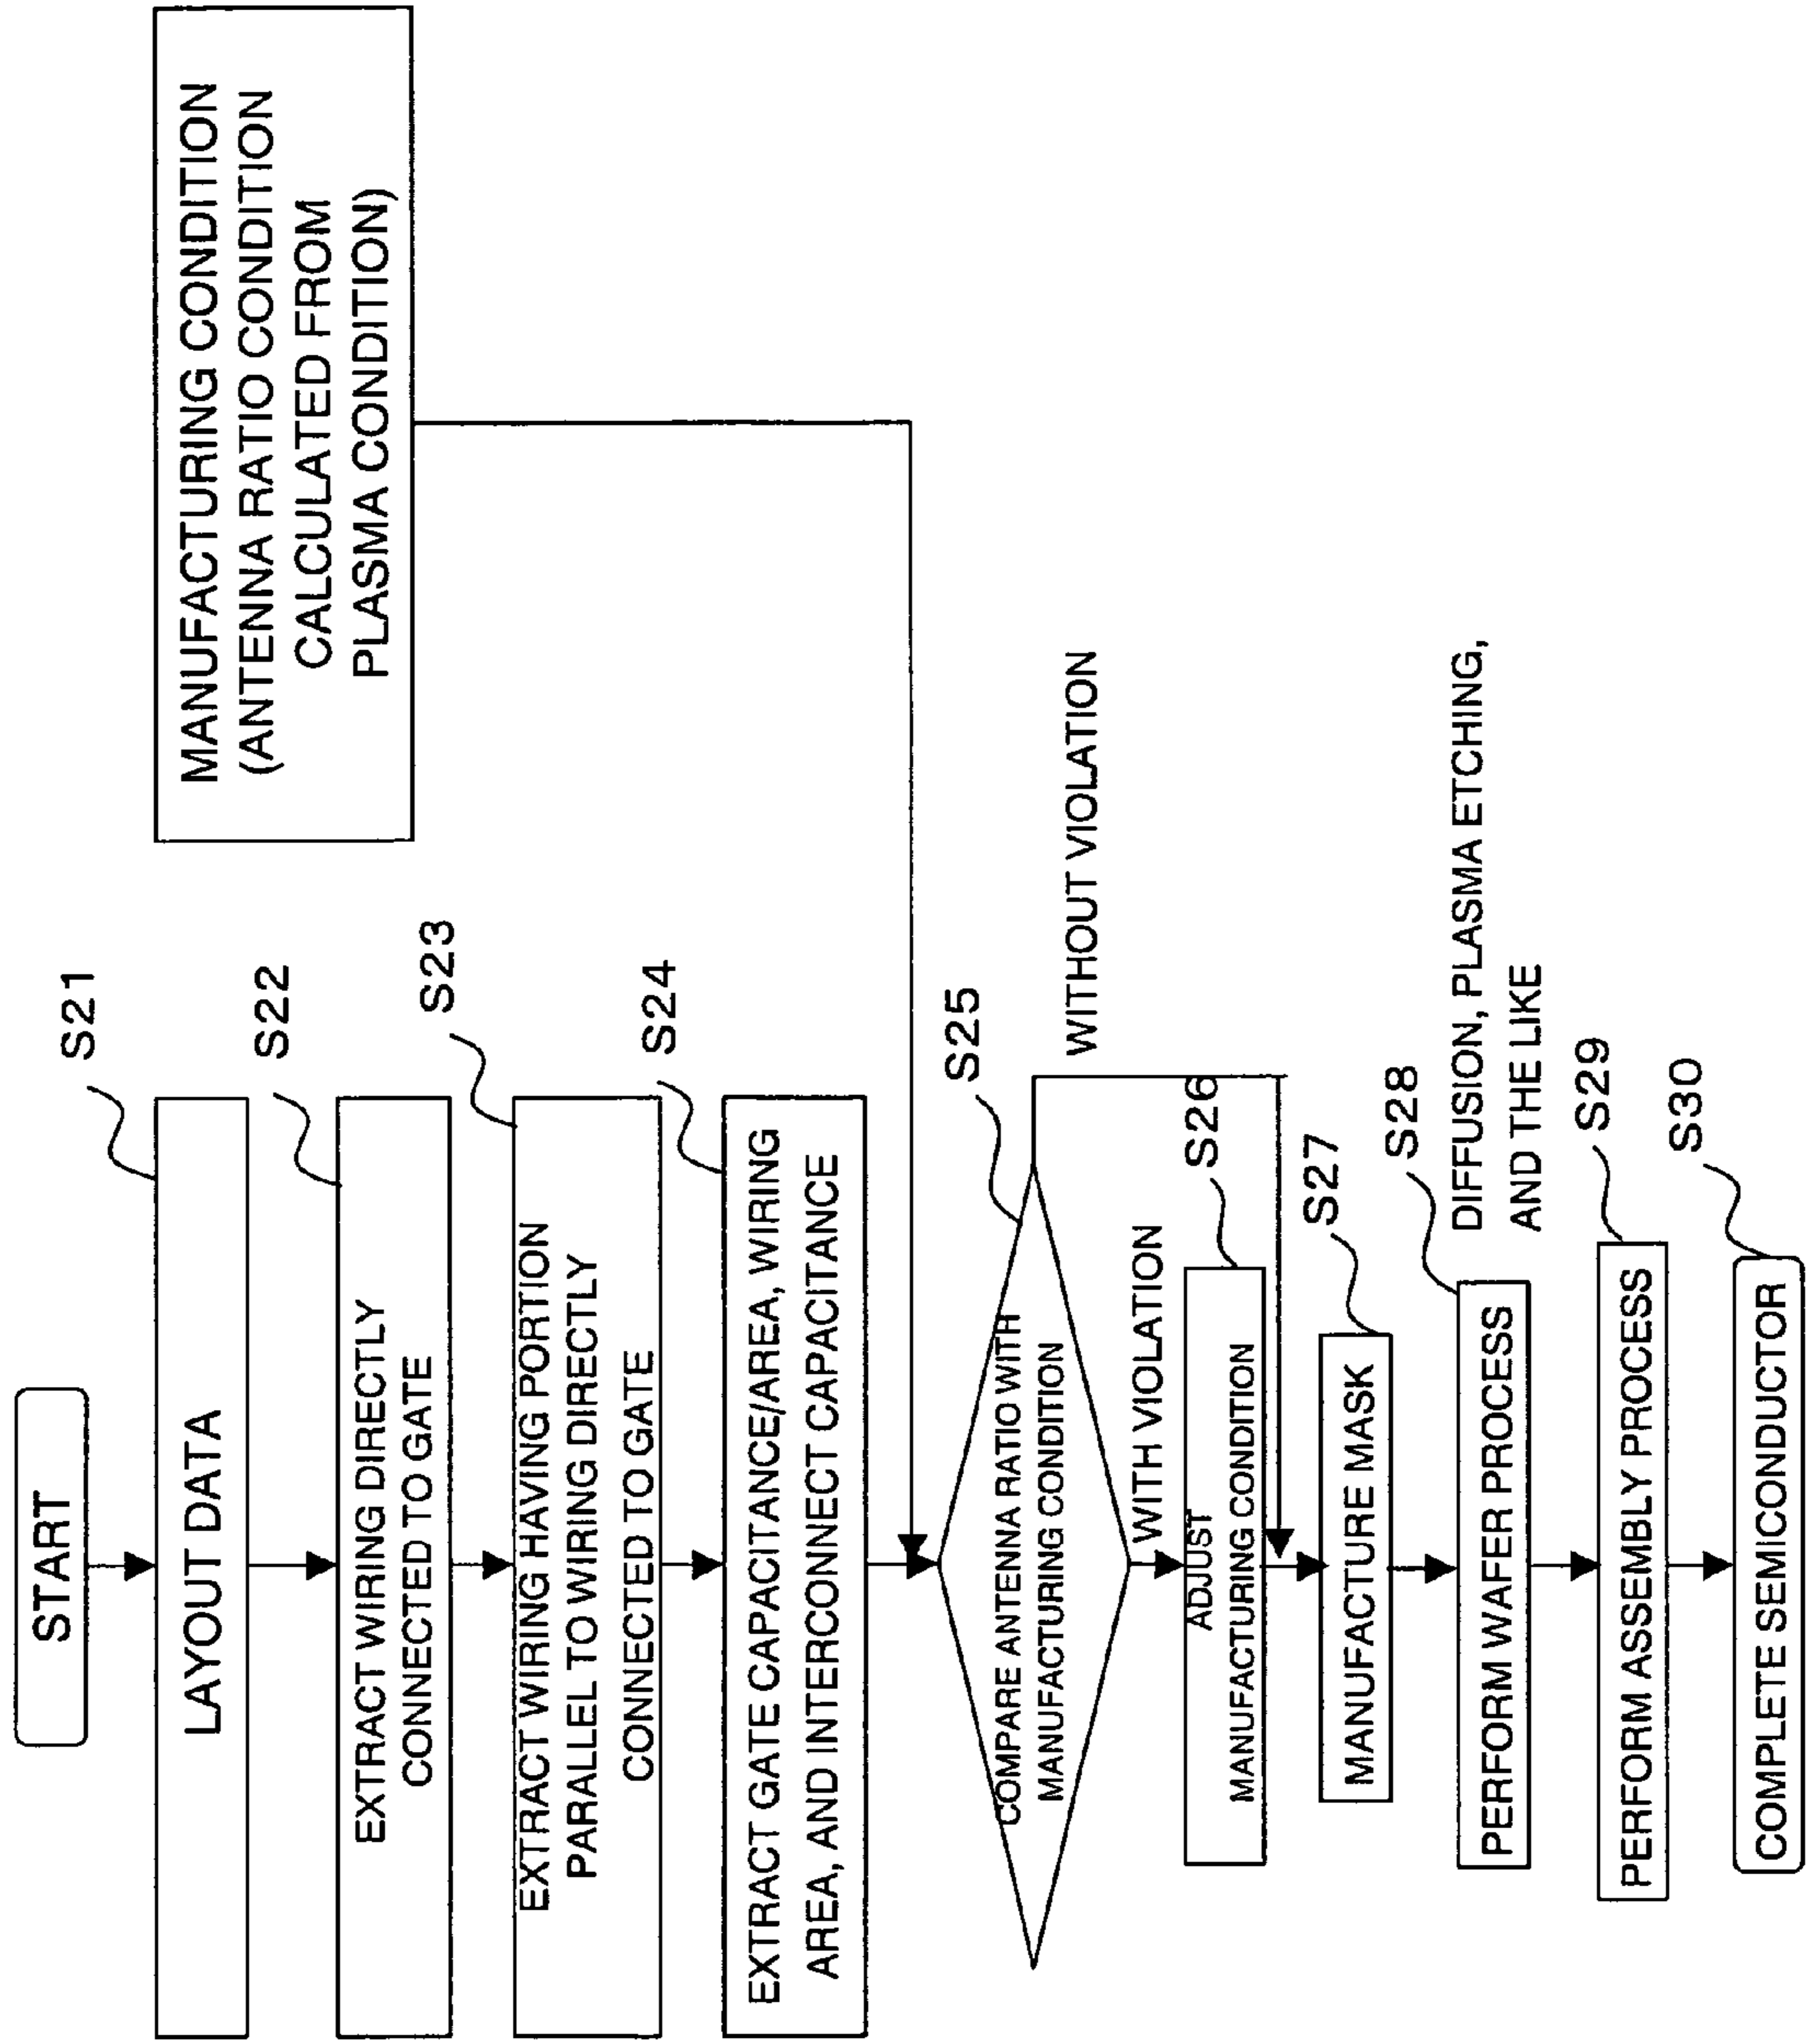 START
S21
LAYOUT DATA
S22
EXTRACT WIRING DIRECTLY
CONNECTED TO GATE
S23
EXTRACT WIRING HAVING PORTION
PARALLEL TO WIRING DIRECTLY
CONNECTED TO GATE
S24
EXTRACT GATE CAPACITANCE/AREA, WIRING
AREA, AND INTERCONNECT CAPACITANCE
MANUFACTURING CONDITION
(ANTENNA RATIO CONDITION
CALCULATED FROM
PLASMA CONDITION)
S25
COMPARE ANTENNA RATIO WITH
MANUFACTURING CONDITION
WITHOUT VIOLATION
WITH VIOLATION
S26
ADJUST
MANUFACTURING CONDITION
S27
MANUFACTURE MASK
S28
PERFORM WAFER PROCESS
DIFFUSION, PLASMA ETCHING,
AND THE LIKE
S29
PERFORM ASSEMBLY PROCESS
S30
COMPLETE SEMICONDUCTOR